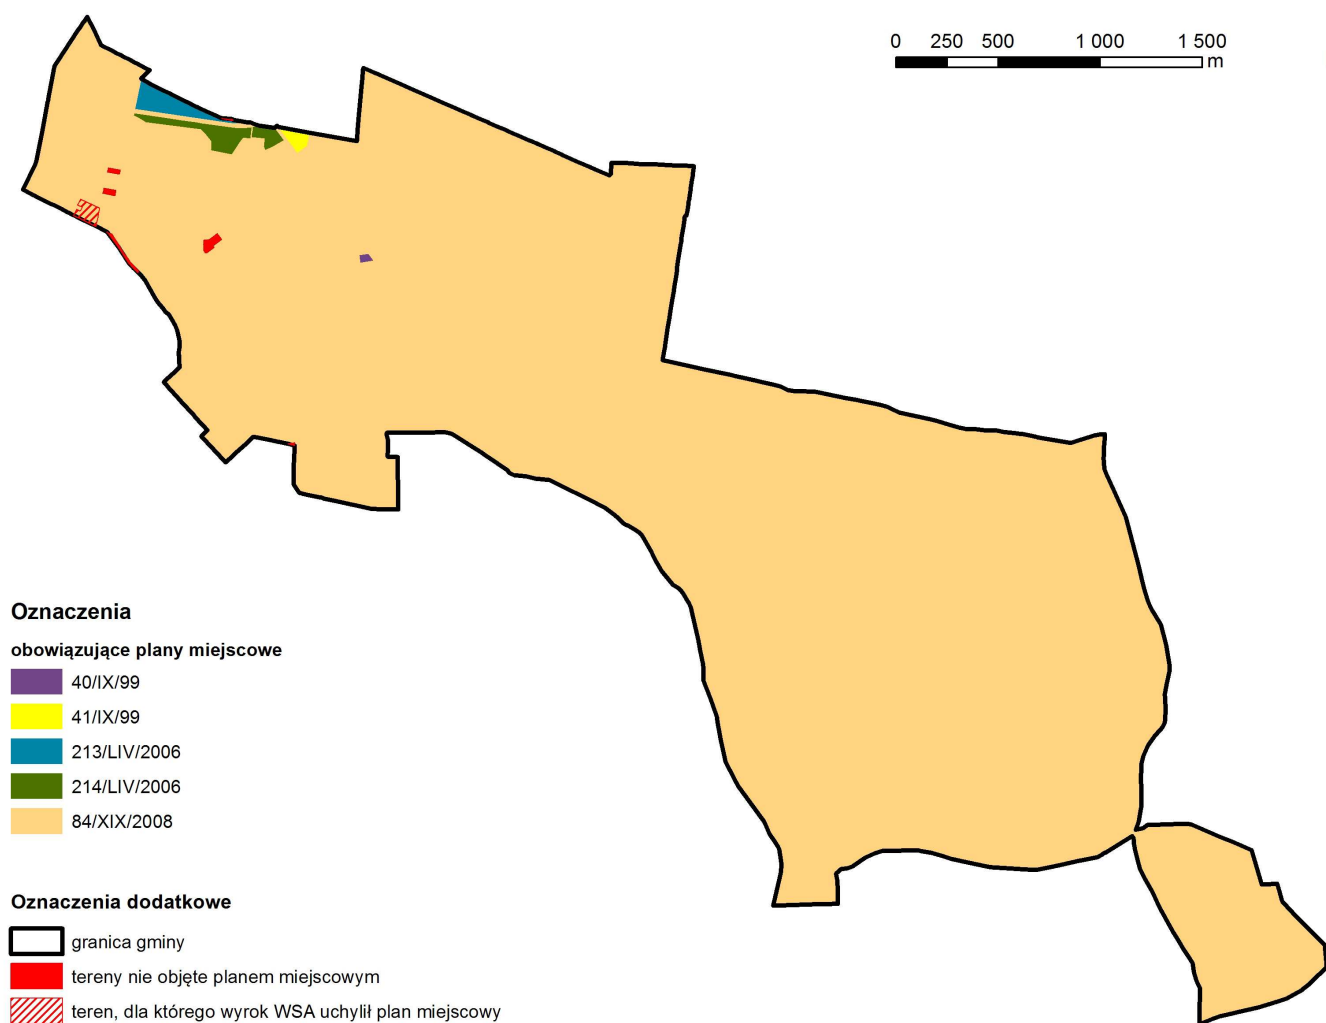 0 250 500 1 000 1 500
m
Oznaczenia
obowiązujące plany miejscowe
40/IX/99
41/IX/99
213/LIV/2006
214/LIV/2006
84/XIX/2008
Oznaczenia dodatkowe
granica gminy
tereny nie objęte planem miejscowym
teren, dla którego wyrok WSA uchylił plan miejscowy